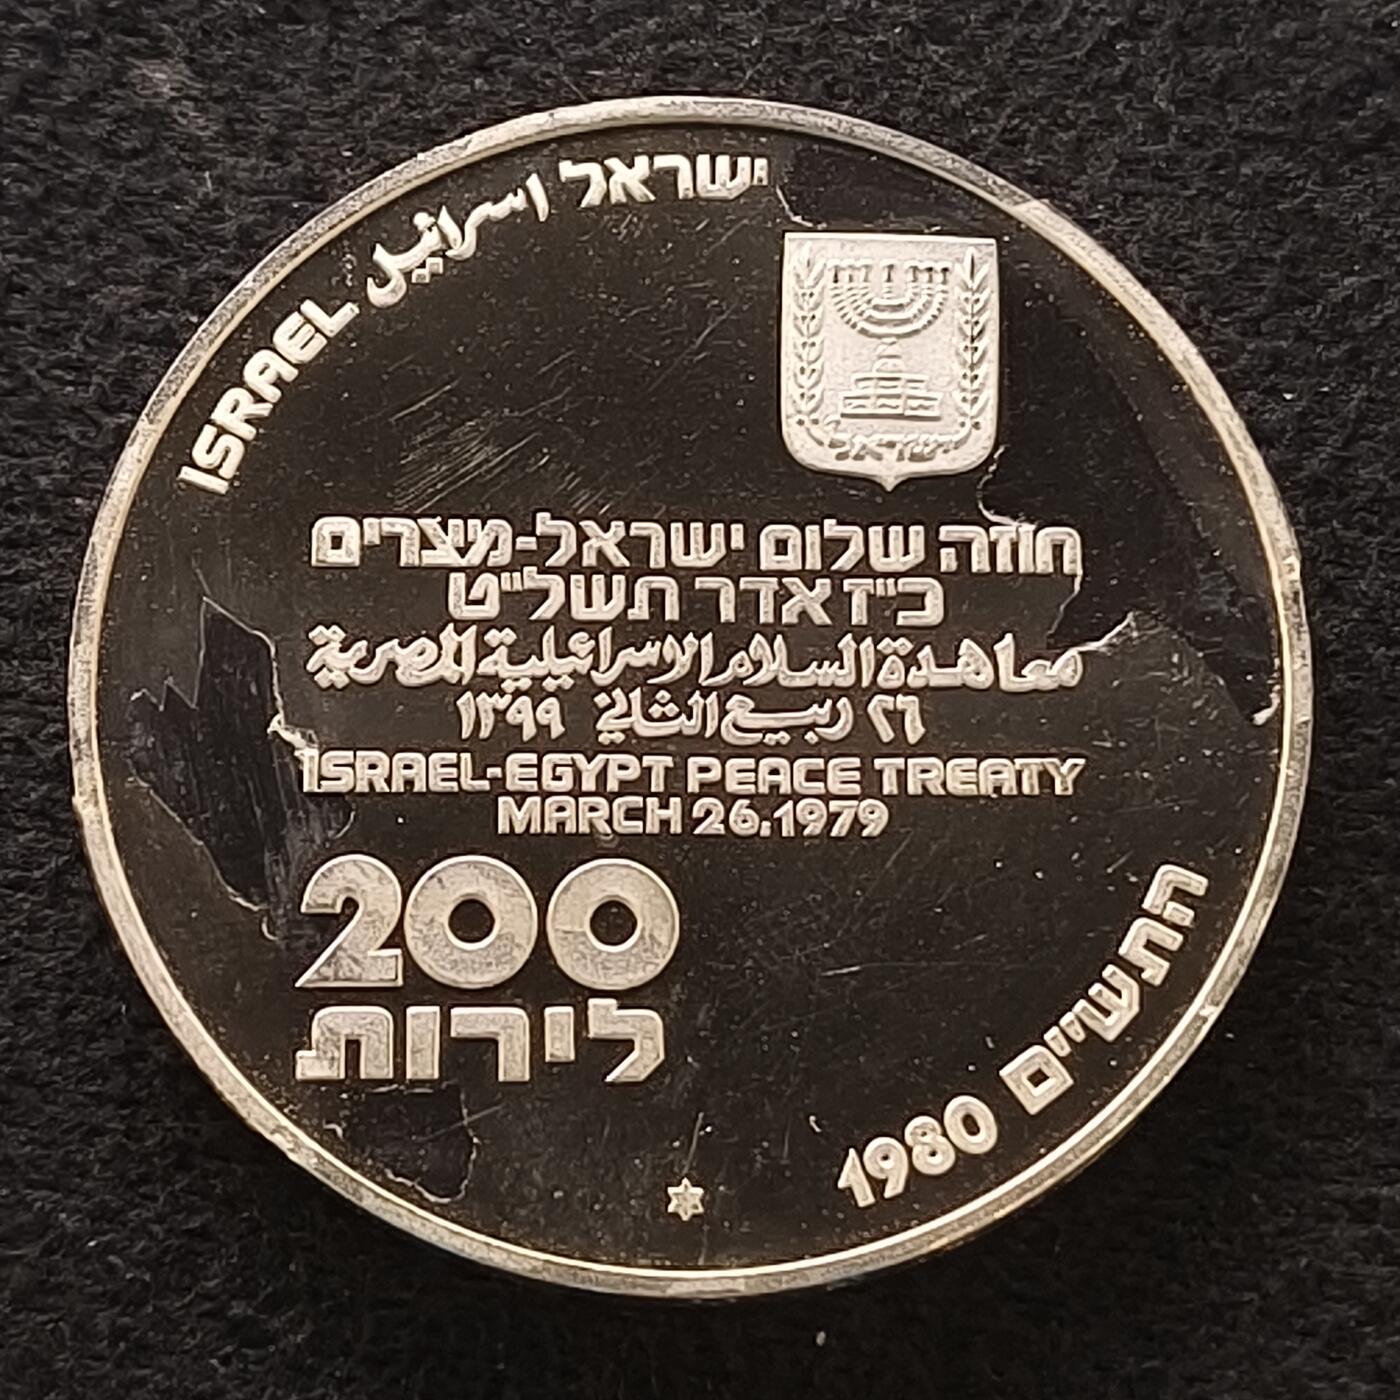 ISRAEL اسرائيل ישראל
ישראל
חוזה שלום ישראל-מצרים
כ״ז אדר תשל״ט
معاهدة السلام الاسرائيلية المصرية
٢٦ ربيع الثاني ١٣٩٩
ISRAEL-EGYPT PEACE TREATY
MARCH 26.1979
200
לירות
1980 התש״ים